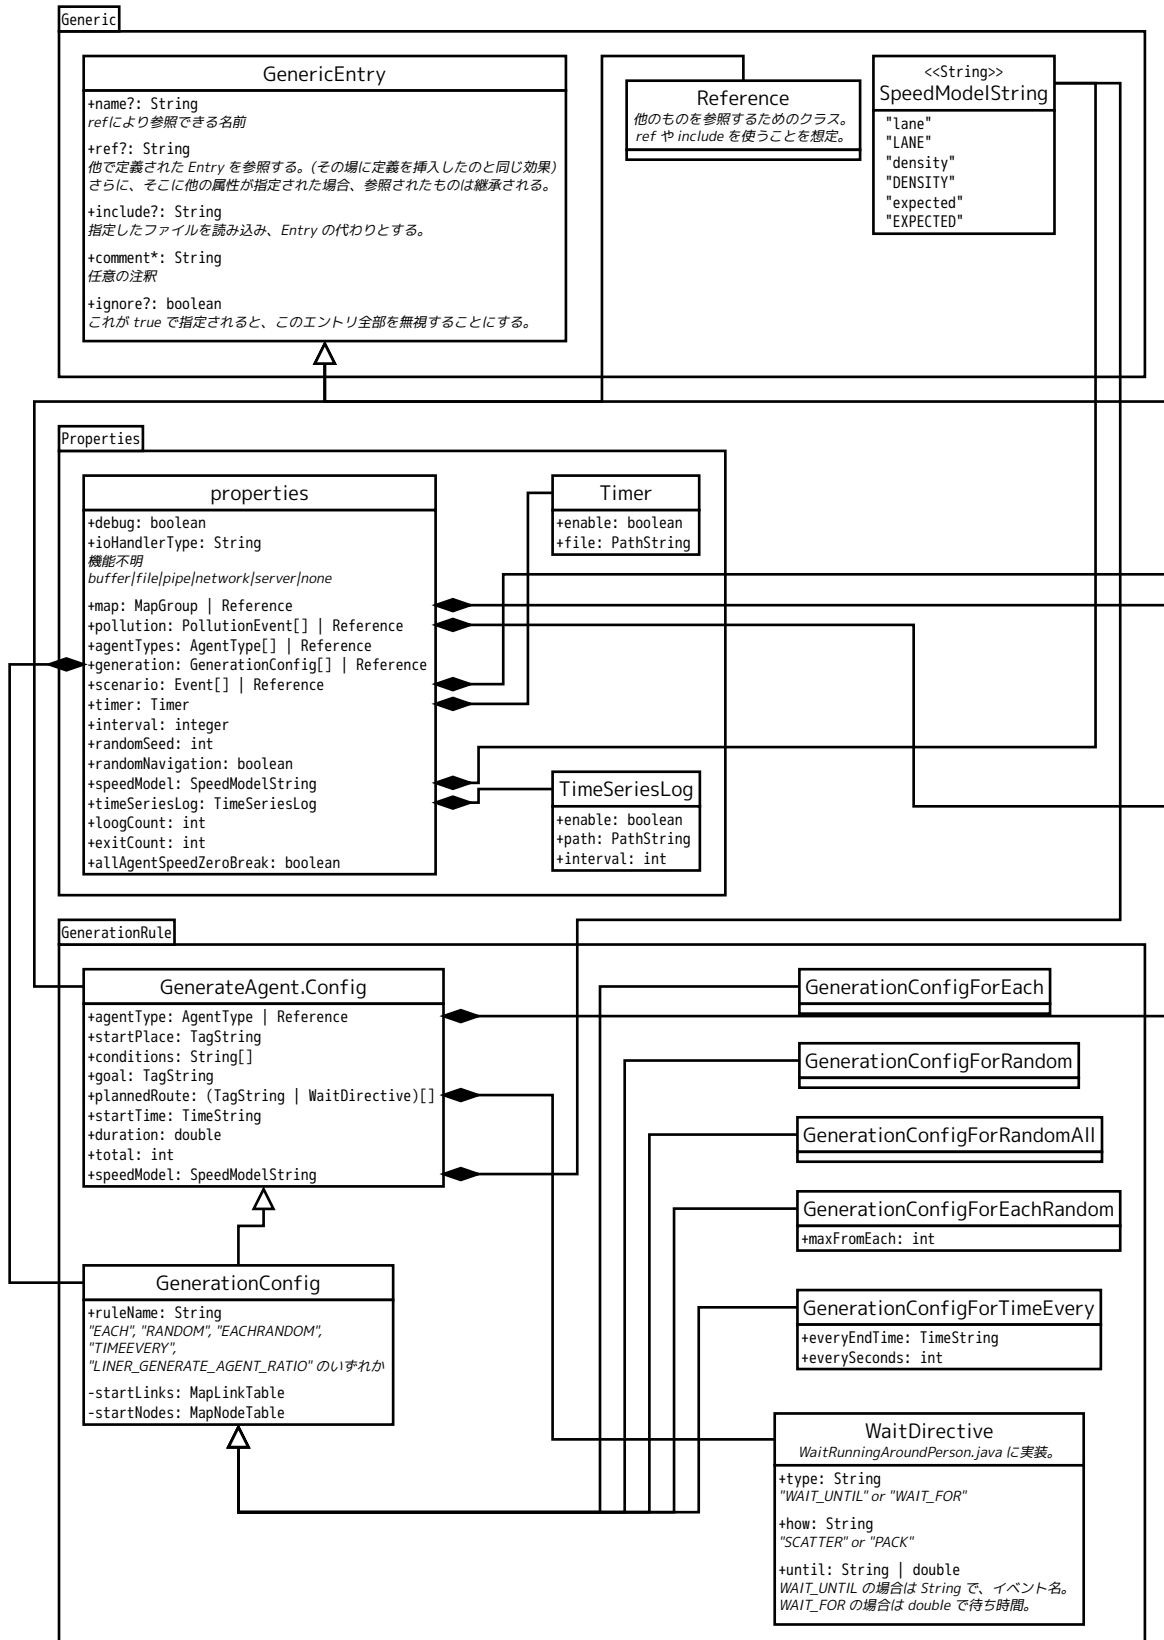 Generic
GenericEntry
+name?: String
refにより参照できる名前
+ref?: String
他で定義された Entry を参照する。(その場に定義を挿入したのと同じ効果)
さらに、そこに他の属性が指定された場合、参照されたものは継承される。
+include?: String
指定したファイルを読み込み、Entry の代わりとする。
+comment*: String
任意の注釈
+ignore?: boolean
これが true で指定されると、このエントリ全部を無視することにする。
Reference
他のものを参照するためのクラス。
ref や include を使うことを想定。
<<String>>
SpeedModelString
"lane"
"LANE"
"density"
"DENSITY"
"expected"
"EXPECTED"
Properties
properties
+debug: boolean
+ioHandlerType: String
機能不明
buffer|file|pipe|network|server|none
+map: MapGroup | Reference
+pollution: PollutionEvent[] | Reference
+agentTypes: AgentType[] | Reference
+generation: GenerationConfig[] | Reference
+scenario: Event[] | Reference
+timer: Timer
+interval: integer
+randomSeed: int
+randomNavigation: boolean
+speedModel: SpeedModelString
+timeSeriesLog: TimeSeriesLog
+loogCount: int
+exitCount: int
+allAgentSpeedZeroBreak: boolean
Timer
+enable: boolean
+file: PathString
TimeSeriesLog
+enable: boolean
+path: PathString
+interval: int
GenerationRule
GenerateAgent.Config
+agentType: AgentType | Reference
+startPlace: TagString
+conditions: String[]
+goal: TagString
+plannedRoute: (TagString | WaitDirective)[]
+startTime: TimeString
+duration: double
+total: int
+speedModel: SpeedModelString
GenerationConfig
+ruleName: String
"EACH", "RANDOM", "EACHRANDOM",
"TIMEEVERY",
"LINER_GENERATE_AGENT_RATIO" のいずれか
-startLinks: MapLinkTable
-startNodes: MapNodeTable
GenerationConfigForEach
GenerationConfigForRandom
GenerationConfigForRandomAll
GenerationConfigForEachRandom
+maxFromEach: int
GenerationConfigForTimeEvery
+everyEndTime: TimeString
+everySeconds: int
WaitDirective
WaitRunningAroundPerson.java に実装。
+type: String
"WAIT_UNTIL" or "WAIT_FOR"
+how: String
"SCATTER" or "PACK"
+until: String | double
WAIT_UNTIL の場合は String で、イベント名。
WAIT_FOR の場合は double で待ち時間。